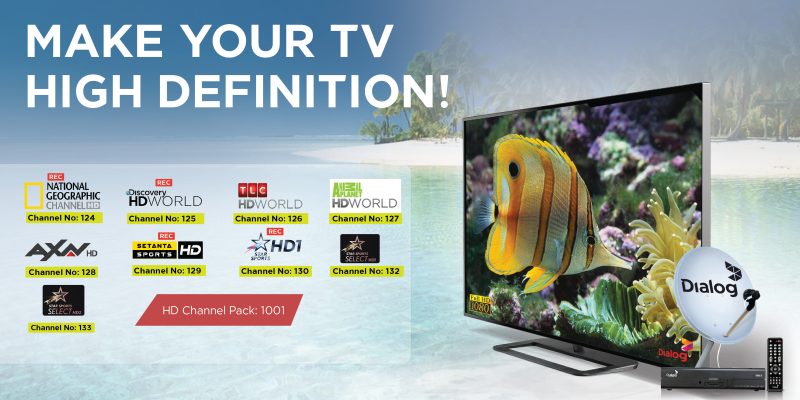 MAKE YOUR TV
HIGH DEFINITION!
REC
NATIONAL
GEOGRAPHIC
CHANNEL HD
Channel No: 124
REC
Discovery
HD WORLD
Channel No: 125
TLC
HD WORLD
Channel No: 126
ANIMAL
PLANET
HD WORLD
Channel No: 127
AXN HD
Channel No: 128
REC
SETANTA
SPORTS HD
Channel No: 129
REC
STAR
SPORTS
HD1
Channel No: 130
STAR SPORTS
SELECT HD1
Channel No: 132
STAR SPORTS
SELECT HD2
Channel No: 133
HD Channel Pack: 1001
Full HD
1080
Dialog
Dialog